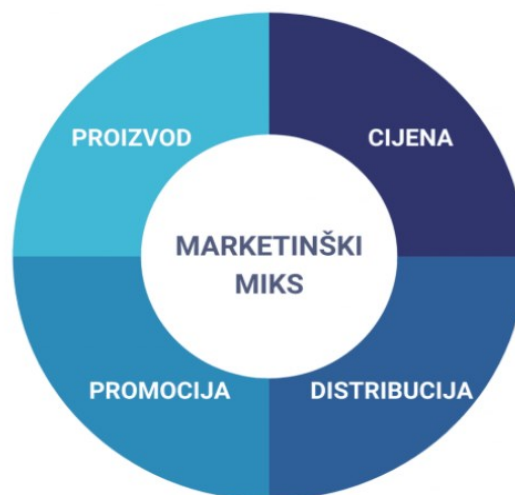 PROIZVOD
CIJENA
MARKETINŠKI
MIKS
PROMOCIJA
DISTRIBUCIJA